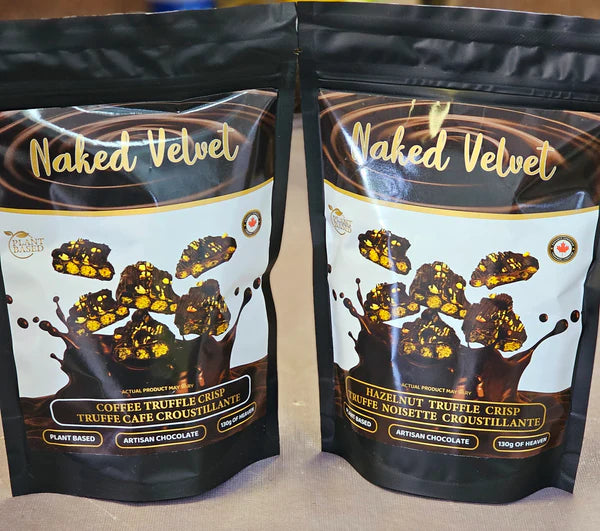 Naked Velvet
PLANT
BASED
ACTUAL PRODUCT MAY VARY
COFFEE TRUFFLE CRISP
TRUFFE CAFE CROUSTILLANTE
PLANT BASED
ARTISAN CHOCOLATE
130g OF HEAVEN
Naked Velvet
PLANT
BASED
ACTUAL PRODUCT MAY VARY
HAZELNUT TRUFFLE CRISP
TRUFFE NOISETTE CROUSTILLANTE
PLANT BASED
ARTISAN CHOCOLATE
130g OF HEAVEN